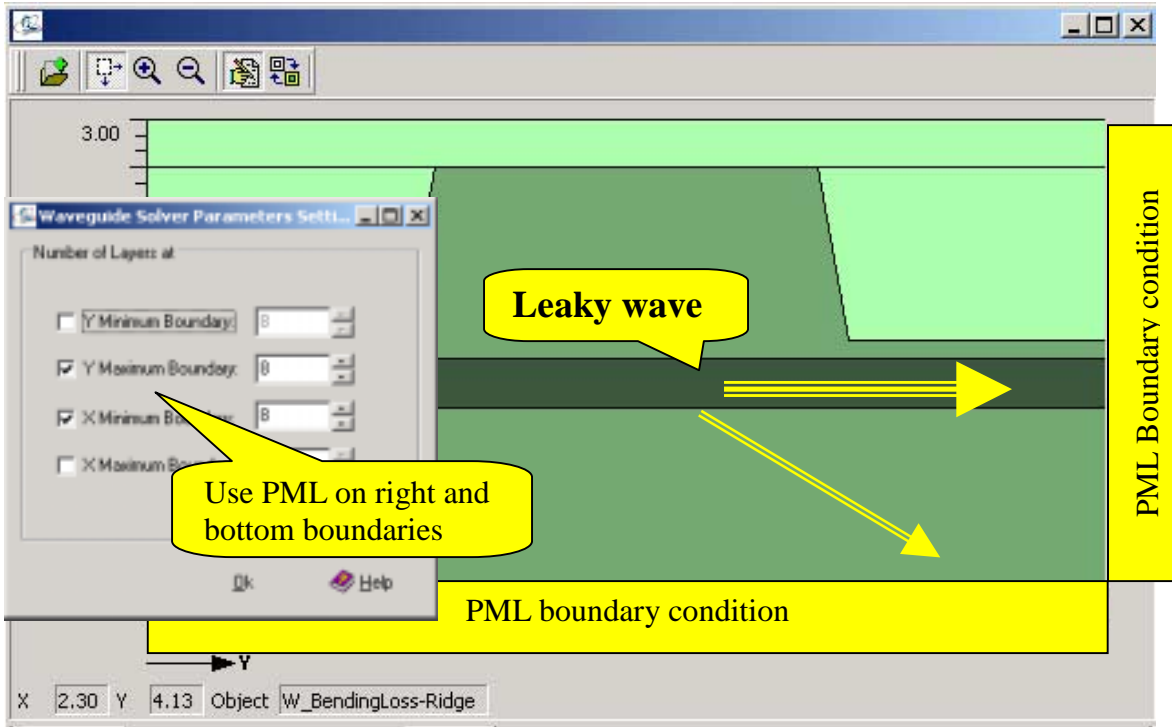 3.00
Waveguide Solver Parameters Setti...
Number of Layers at
Y Minimum Boundary: 8
Y Maximum Boundary: 8
X Minimum Boundary: 8
X Maximum
Use PML on right and
bottom boundaries
Ok Help
Leaky wave
PML Boundary condition
PML boundary condition
Y
X 2.30 Y 4.13 Object W_BendingLoss-Ridge